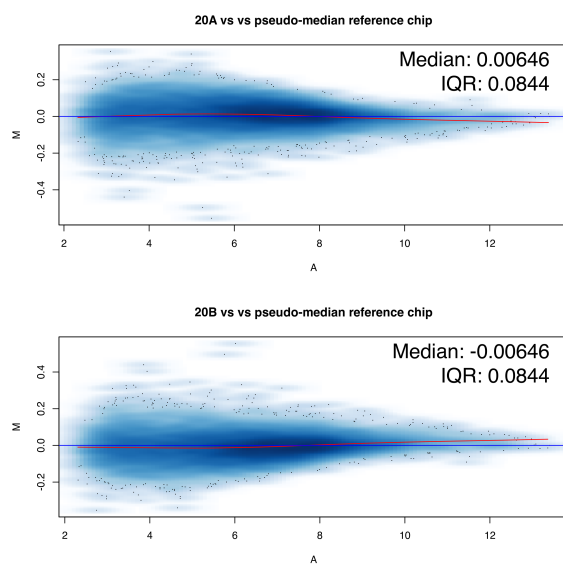 20A vs vs pseudo-median reference chip
Median: 0.00646
IQR: 0.0844
0.2
0.0
-0.2
-0.4
M
2 4 6 8 10 12
A
20B vs vs pseudo-median reference chip
Median: -0.00646
IQR: 0.0844
0.4
0.2
0.0
-0.2
M
2 4 6 8 10 12
A